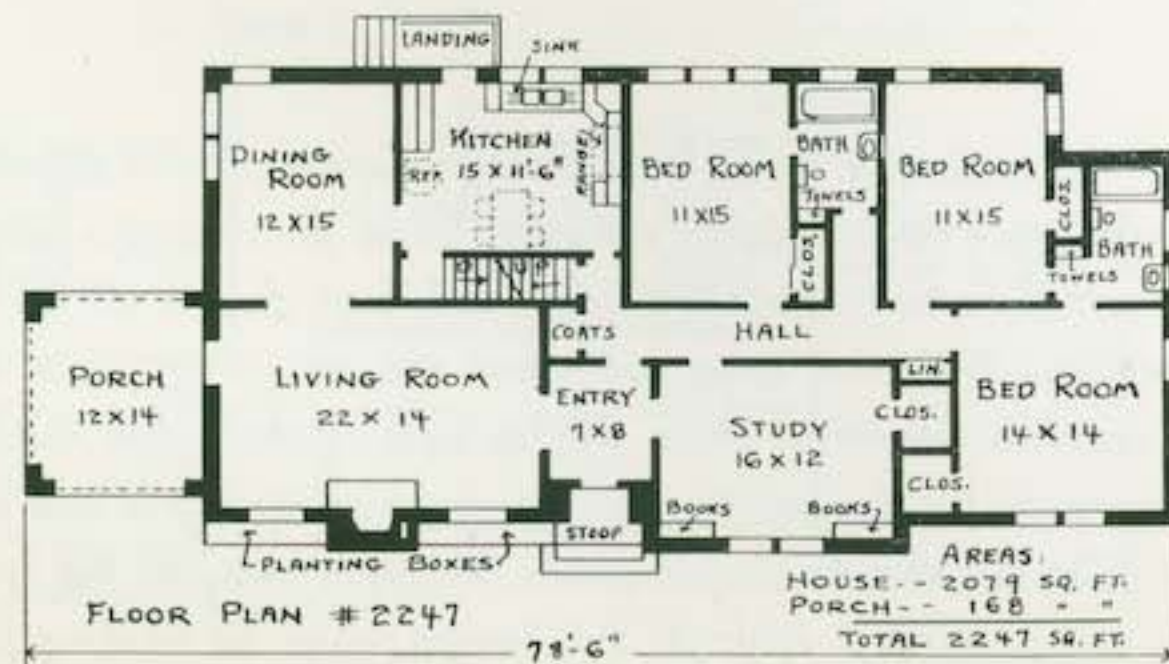 LANDING
SINK
DINING
ROOM
12 X 15
KITCHEN
15 X 11'-6"
REF.
RANGE
BED ROOM
11 X 15
BATH
TOWELS
CLOS.
BED ROOM
11 X 15
CLOS.
BATH
TOWELS
UP
PORCH
12 X 14
LIVING ROOM
22 X 14
COATS
HALL
ENTRY
7 X 8
STUDY
16 X 12
LIN.
CLOS.
CLOS.
BED ROOM
14 X 14
BOOKS
BOOKS
STOOP
PLANTING BOXES
FLOOR PLAN # 2247
AREAS:
HOUSE - - 2079 SQ. FT.
PORCH - - 168 " "
TOTAL 2247 SQ. FT.
78'-6"